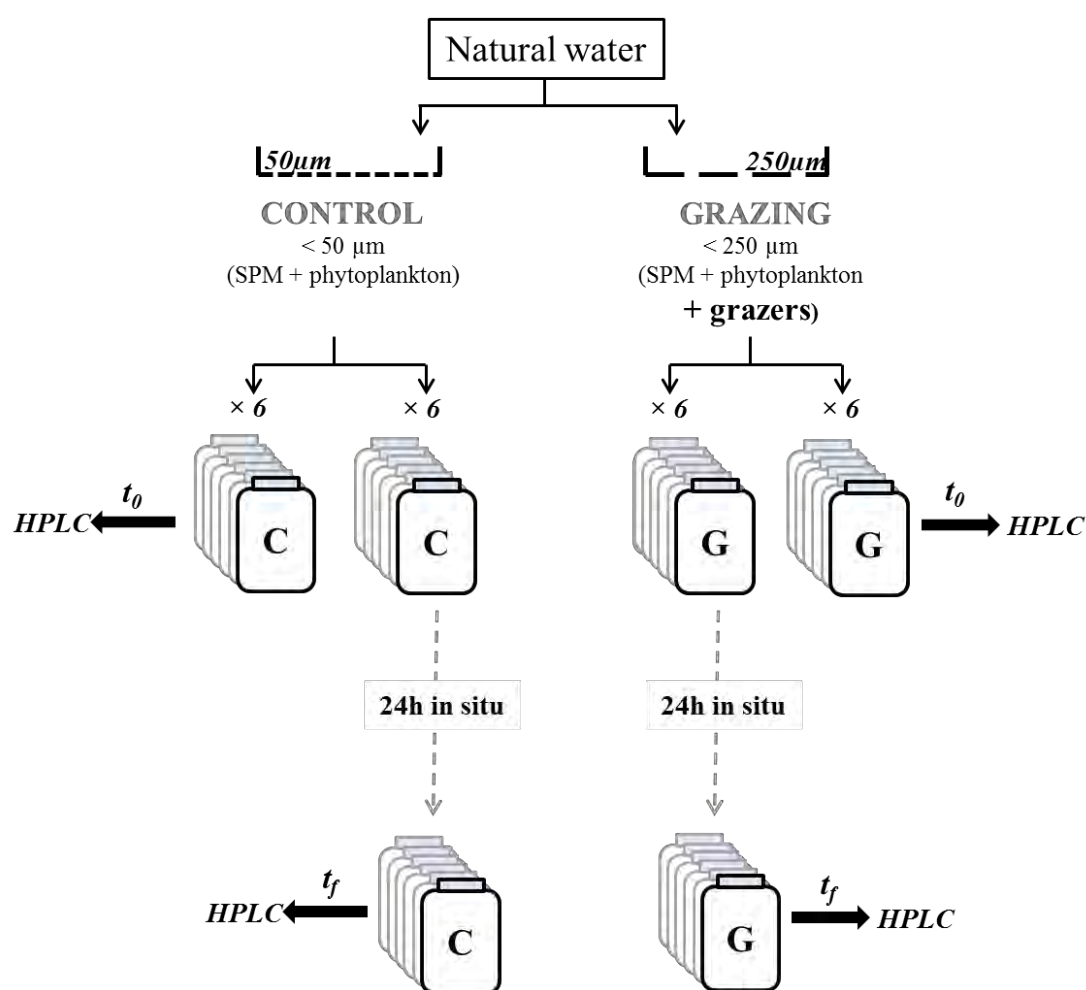 Natural water
50µm
250µm
CONTROL
< 50 µm
(SPM + phytoplankton)
GRAZING
< 250 µm
(SPM + phytoplankton
+ grazers)
× 6
× 6
× 6
× 6
t0
HPLC
C
C
G
G
t0
HPLC
24h in situ
24h in situ
tf
HPLC
C
G
tf
HPLC